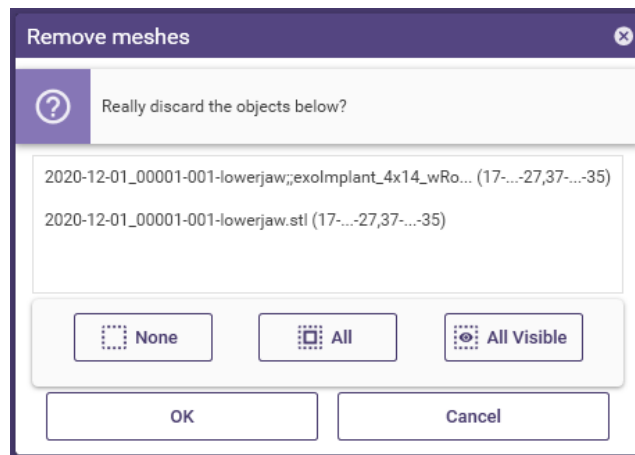 Remove meshes
Really discard the objects below?
2020-12-01_00001-001-lowerjaw;;exoImplant_4x14_wRo... (17-...-27,37-...-35)
2020-12-01_00001-001-lowerjaw.stl (17-...-27,37-...-35)
None
All
All Visible
OK
Cancel